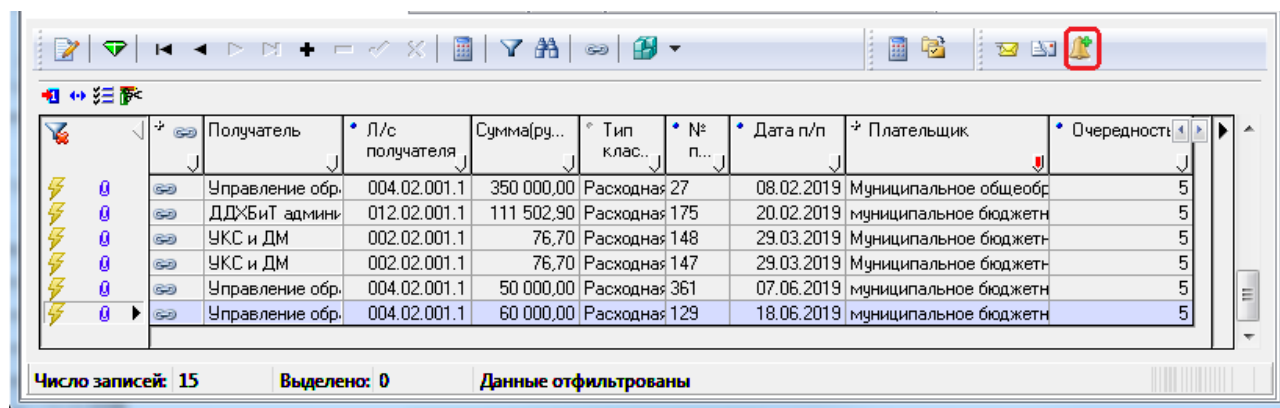 Получатель Л/с получателя Сумма(ру... Тип клас.. № п... Дата п/п Плательщик Очередность
Управление обр. 004.02.001.1 350 000,00 Расходная 27 08.02.2019 Муниципальное общеобр 5
ДДХБиТ админи 012.02.001.1 111 502,90 Расходная 175 20.02.2019 муниципальное бюджетн 5
УКС и ДМ 002.02.001.1 76,70 Расходная 148 29.03.2019 Муниципальное бюджетн 5
УКС и ДМ 002.02.001.1 76,70 Расходная 147 29.03.2019 Муниципальное бюджетн 5
Управление обр. 004.02.001.1 50 000,00 Расходная 361 07.06.2019 муниципальное бюджетн 5
Управление обр. 004.02.001.1 60 000,00 Расходная 129 18.06.2019 муниципальное бюджетн 5
Число записей: 15 Выделено: 0 Данные отфильтрованы